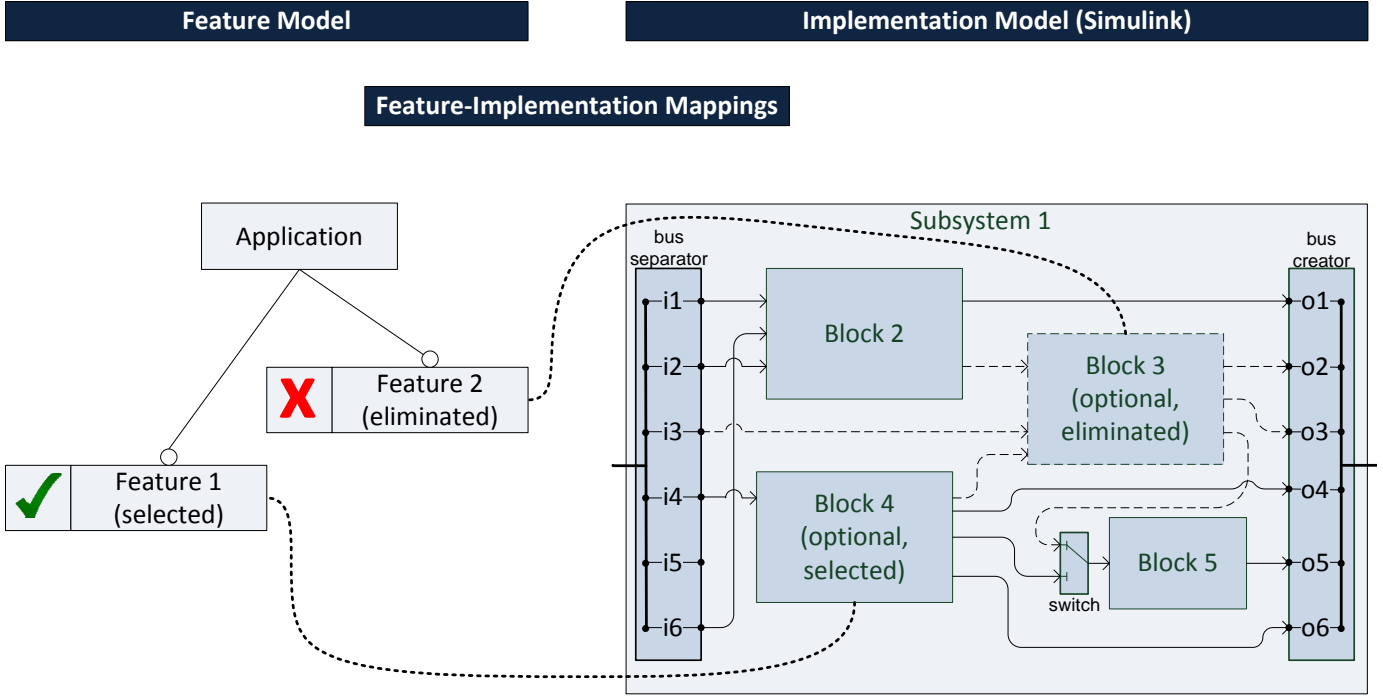 Feature Model
Implementation Model (Simulink)
Feature-Implementation Mappings
Application
X
Feature 2
(eliminated)
Feature 1
(selected)
Subsystem 1
bus
separator
i1
i2
i3
i4
i5
i6
Block 2
Block 3
(optional,
eliminated)
Block 4
(optional,
selected)
switch
Block 5
bus
creator
o1
o2
o3
o4
o5
o6